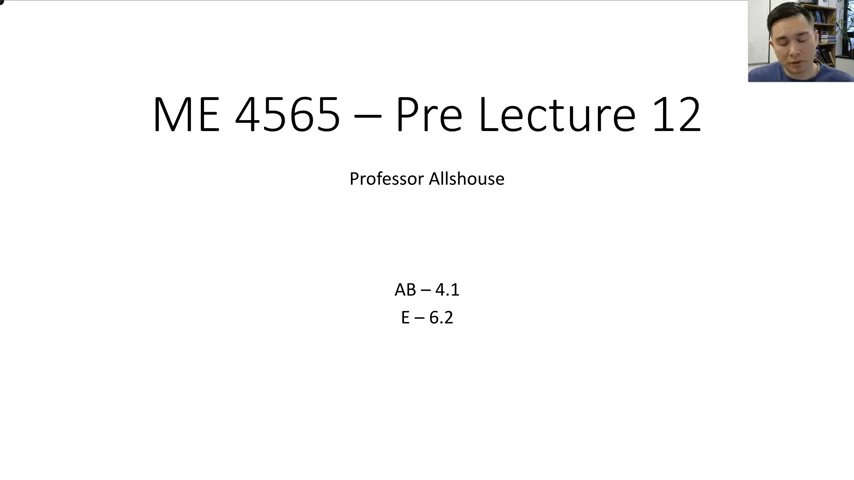 ME 4565 – Pre Lecture 12
Professor Allshouse
AB – 4.1
E – 6.2